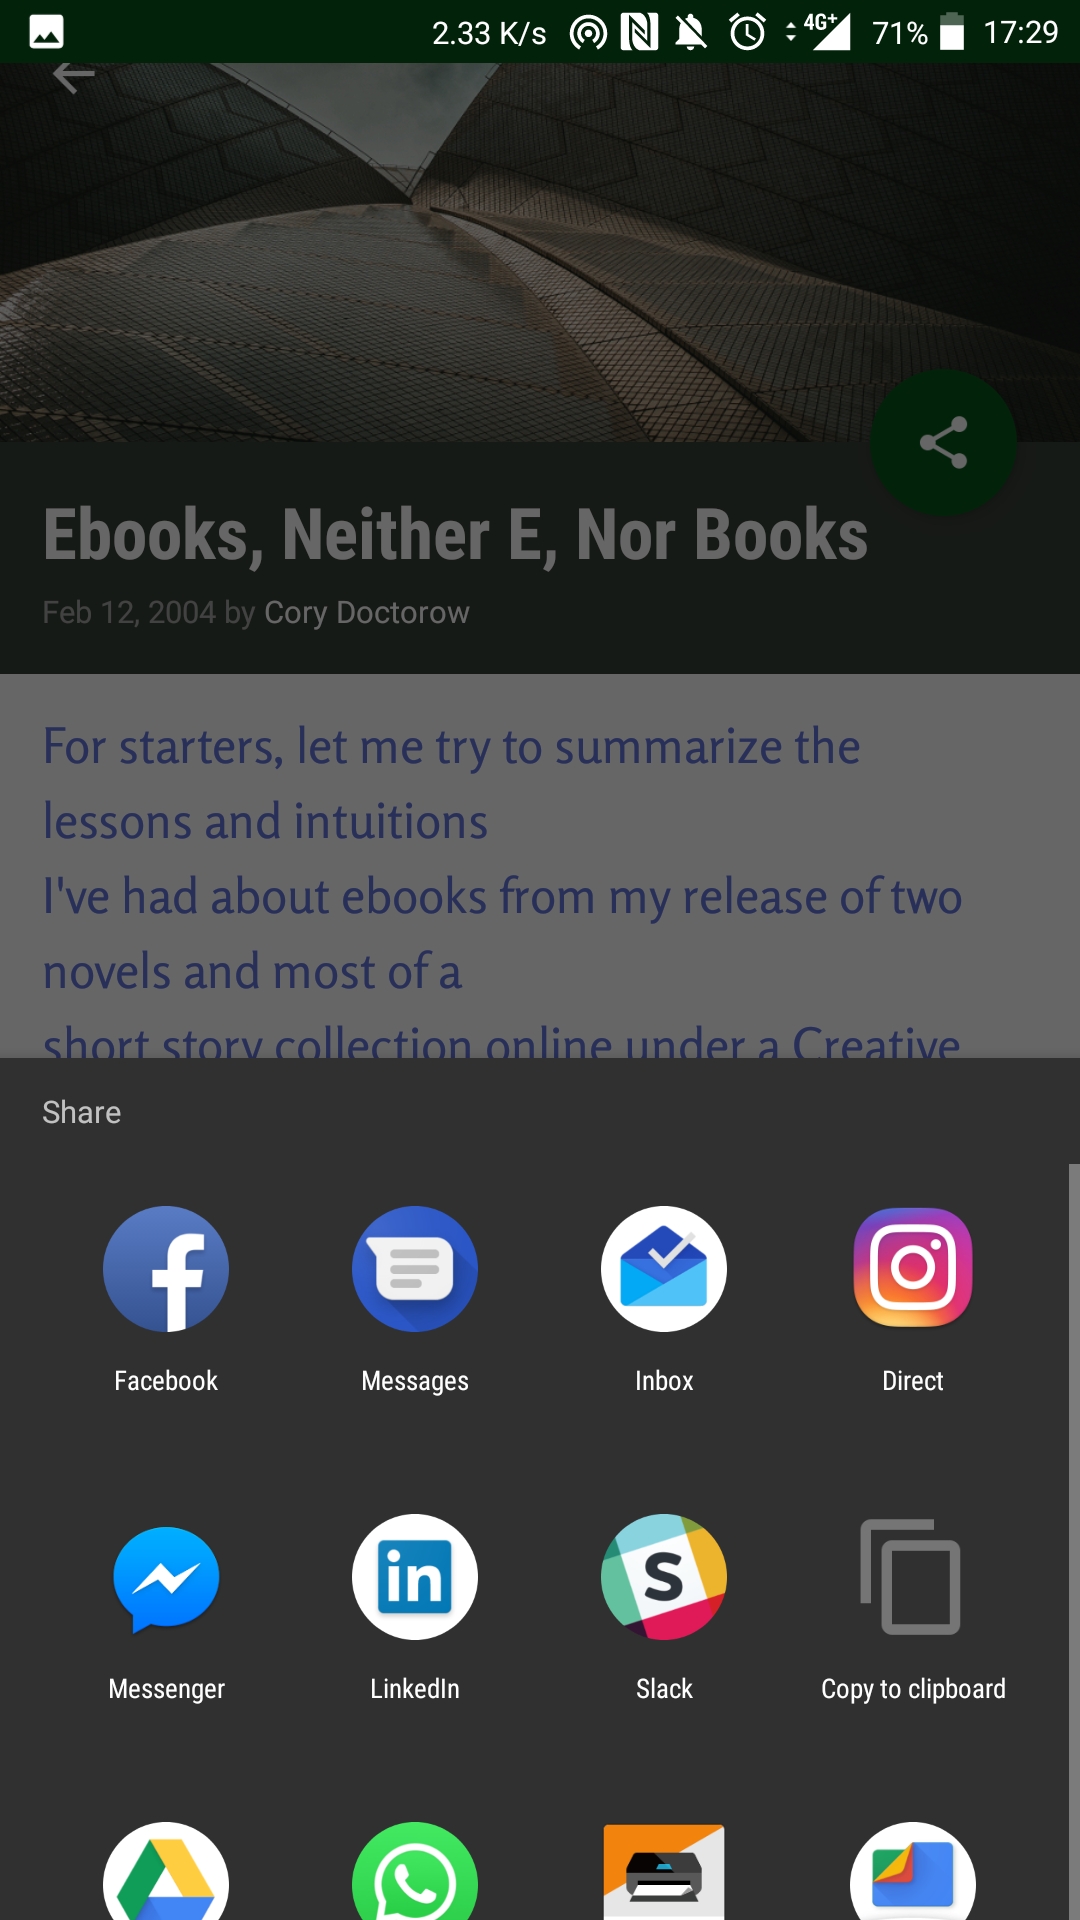 2.33 K/s 4G+ 71% 17:29
Ebooks, Neither E, Nor Books
Feb 12, 2004 by Cory Doctorow
For starters, let me try to summarize the
lessons and intuitions
I've had about ebooks from my release of two
novels and most of a
short story collection online under a Creative
Share
Facebook Messages Inbox Direct
Messenger LinkedIn Slack Copy to clipboard